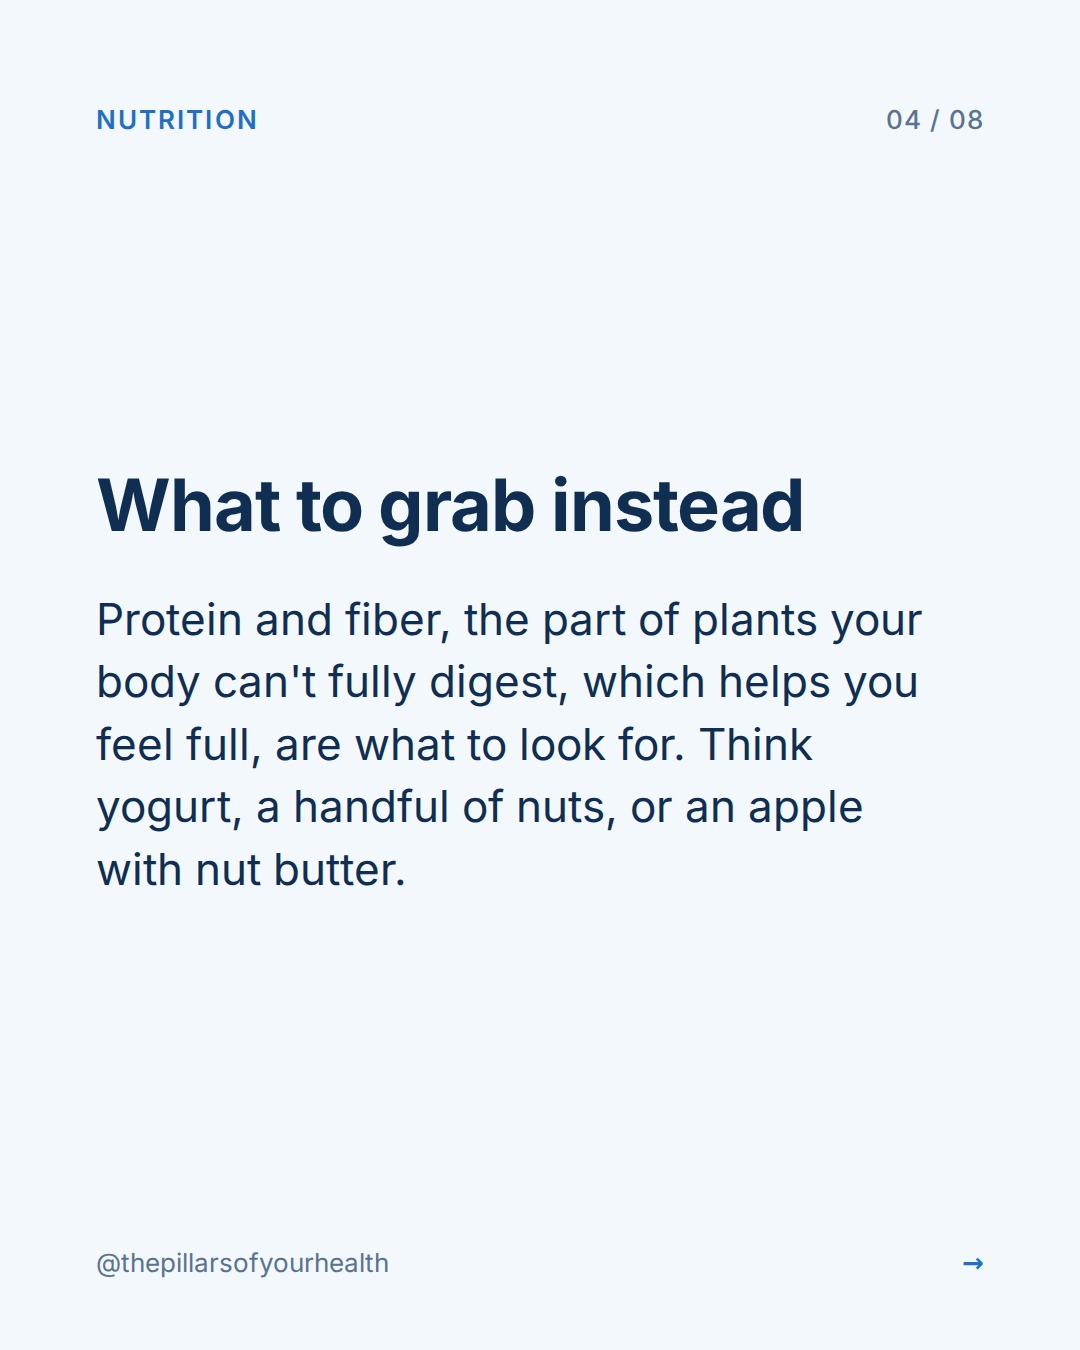 NUTRITION
04 / 08
What to grab instead
Protein and fiber, the part of plants your
body can't fully digest, which helps you
feel full, are what to look for. Think
yogurt, a handful of nuts, or an apple
with nut butter.
@thepillarsofyourhealth
→